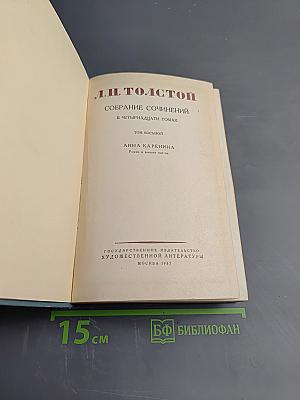 Л.Н. ТОЛСТОЙ
СОБРАНИЕ СОЧИНЕНИЙ
В ЧЕТЫРНАДЦАТИ ТОМАХ
ТОМ ВОСЬМОЙ
АННА КАРЕНИНА
Роман в восьми частях
ГОСУДАРСТВЕННОЕ ИЗДАТЕЛЬСТВО
ХУДОЖЕСТВЕННОЙ ЛИТЕРАТУРЫ
МОСКВА 1952
15 см
БФ БИБЛИОФАН